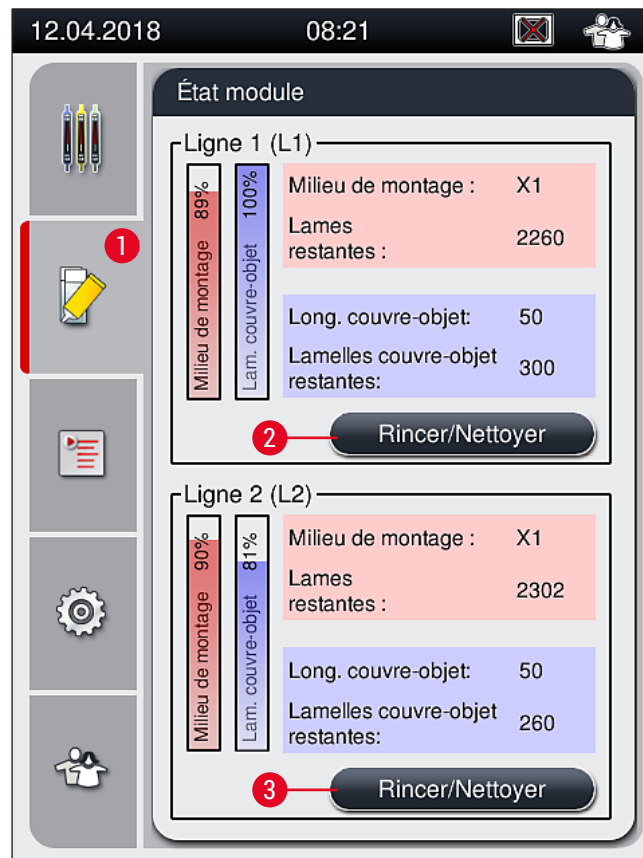 12.04.2018 08:21
État module
Ligne 1 (L1)
Milieu de montage 89%
Lam. couvre-objet 100%
Milieu de montage : X1
Lames
restantes : 2260
Long. couvre-objet: 50
Lamelles couvre-objet
restantes: 300
1
2
Rincer/Nettoyer
Ligne 2 (L2)
Milieu de montage 90%
Lam. couvre-objet 81%
Milieu de montage : X1
Lames
restantes : 2302
Long. couvre-objet: 50
Lamelles couvre-objet
restantes: 260
3
Rincer/Nettoyer